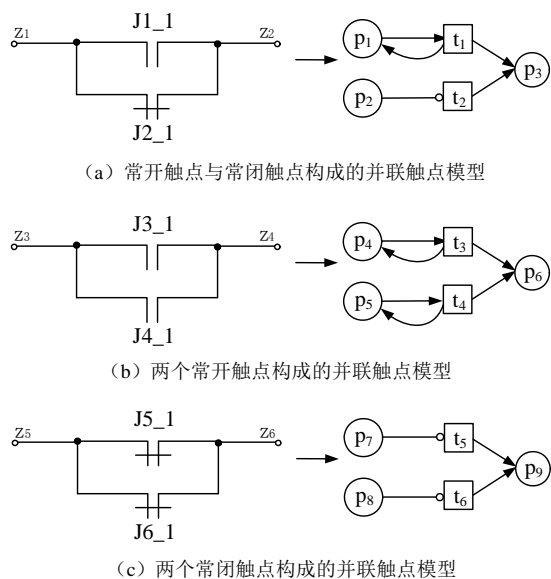 J1_1
Z1 Z2
J2_1
p1 t1
p2 t2
p3
（a）常开触点与常闭触点构成的并联触点模型
J3_1
Z3 Z4
J4_1
p4 t3
p5 t4
p6
（b）两个常开触点构成的并联触点模型
J5_1
Z5 Z6
J6_1
p7 t5
p8 t6
p9
（c）两个常闭触点构成的并联触点模型